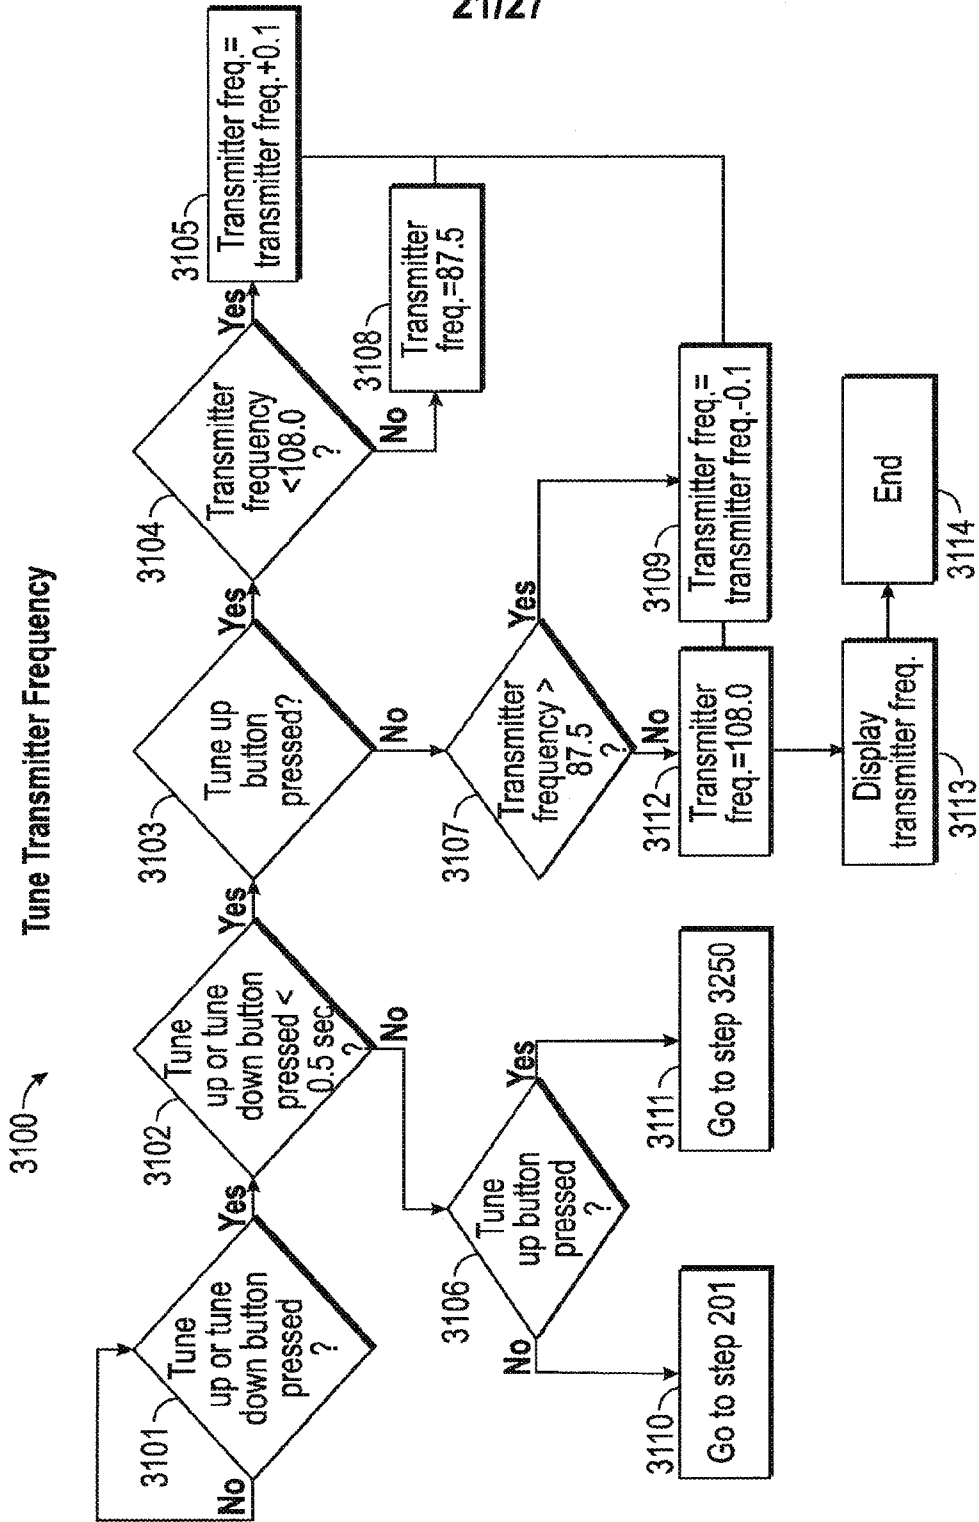 21/27
Tune Transmitter Frequency
3100
3101
Tune
up or tune
down button
pressed
?
No
Yes
3102
Tune
up or tune
down button
pressed <
0.5 sec
?
Yes
No
3103
Tune up
button
pressed?
Yes
No
3104
Transmitter
frequency
<108.0
?
Yes
No
3105
Transmitter freq.=
transmitter freq.+0.1
3108
Transmitter
freq.=87.5
3106
Tune
up button
pressed
?
No
Yes
3107
Transmitter
frequency >
87.5
?
Yes
No
3110
Go to step 201
3111
Go to step 3250
3112
Transmitter
freq.=108.0
3109
Transmitter freq.=
transmitter freq.-0.1
Display
transmitter freq.
3113
End
3114